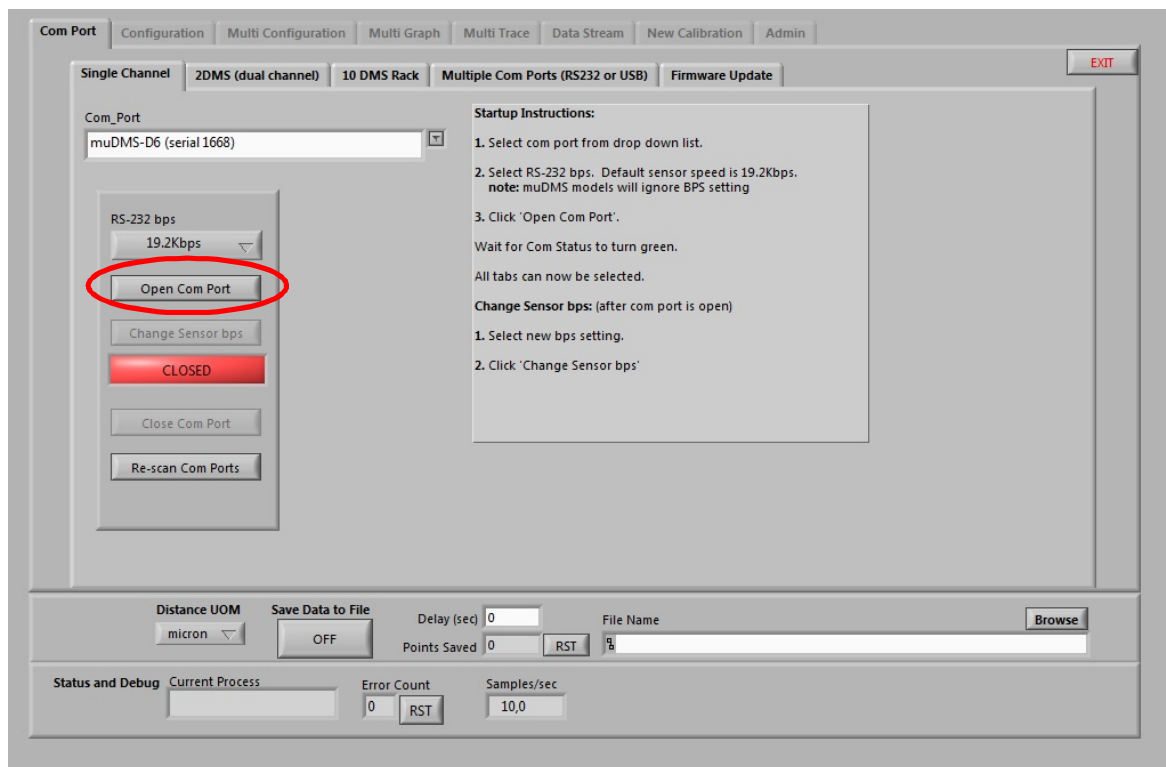 Com Port Configuration Multi Configuration Multi Graph Multi Trace Data Stream New Calibration Admin
EXIT
Single Channel 2DMS (dual channel) 10 DMS Rack Multiple Com Ports (RS232 or USB) Firmware Update
Com_Port
muDMS-D6 (serial 1668)
RS-232 bps
19.2Kbps
Open Com Port
Change Sensor bps
CLOSED
Close Com Port
Re-scan Com Ports
Startup Instructions:
1. Select com port from drop down list.
2. Select RS-232 bps. Default sensor speed is 19.2Kbps.
note: muDMS models will ignore BPS setting
3. Click 'Open Com Port'.
Wait for Com Status to turn green.
All tabs can now be selected.
Change Sensor bps: (after com port is open)
1. Select new bps setting.
2. Click 'Change Sensor bps'
Distance UOM
micron
Save Data to File
OFF
Delay (sec) 0
Points Saved 0 RST
File Name
Browse
Status and Debug
Current Process
Error Count
0 RST
Samples/sec
10,0